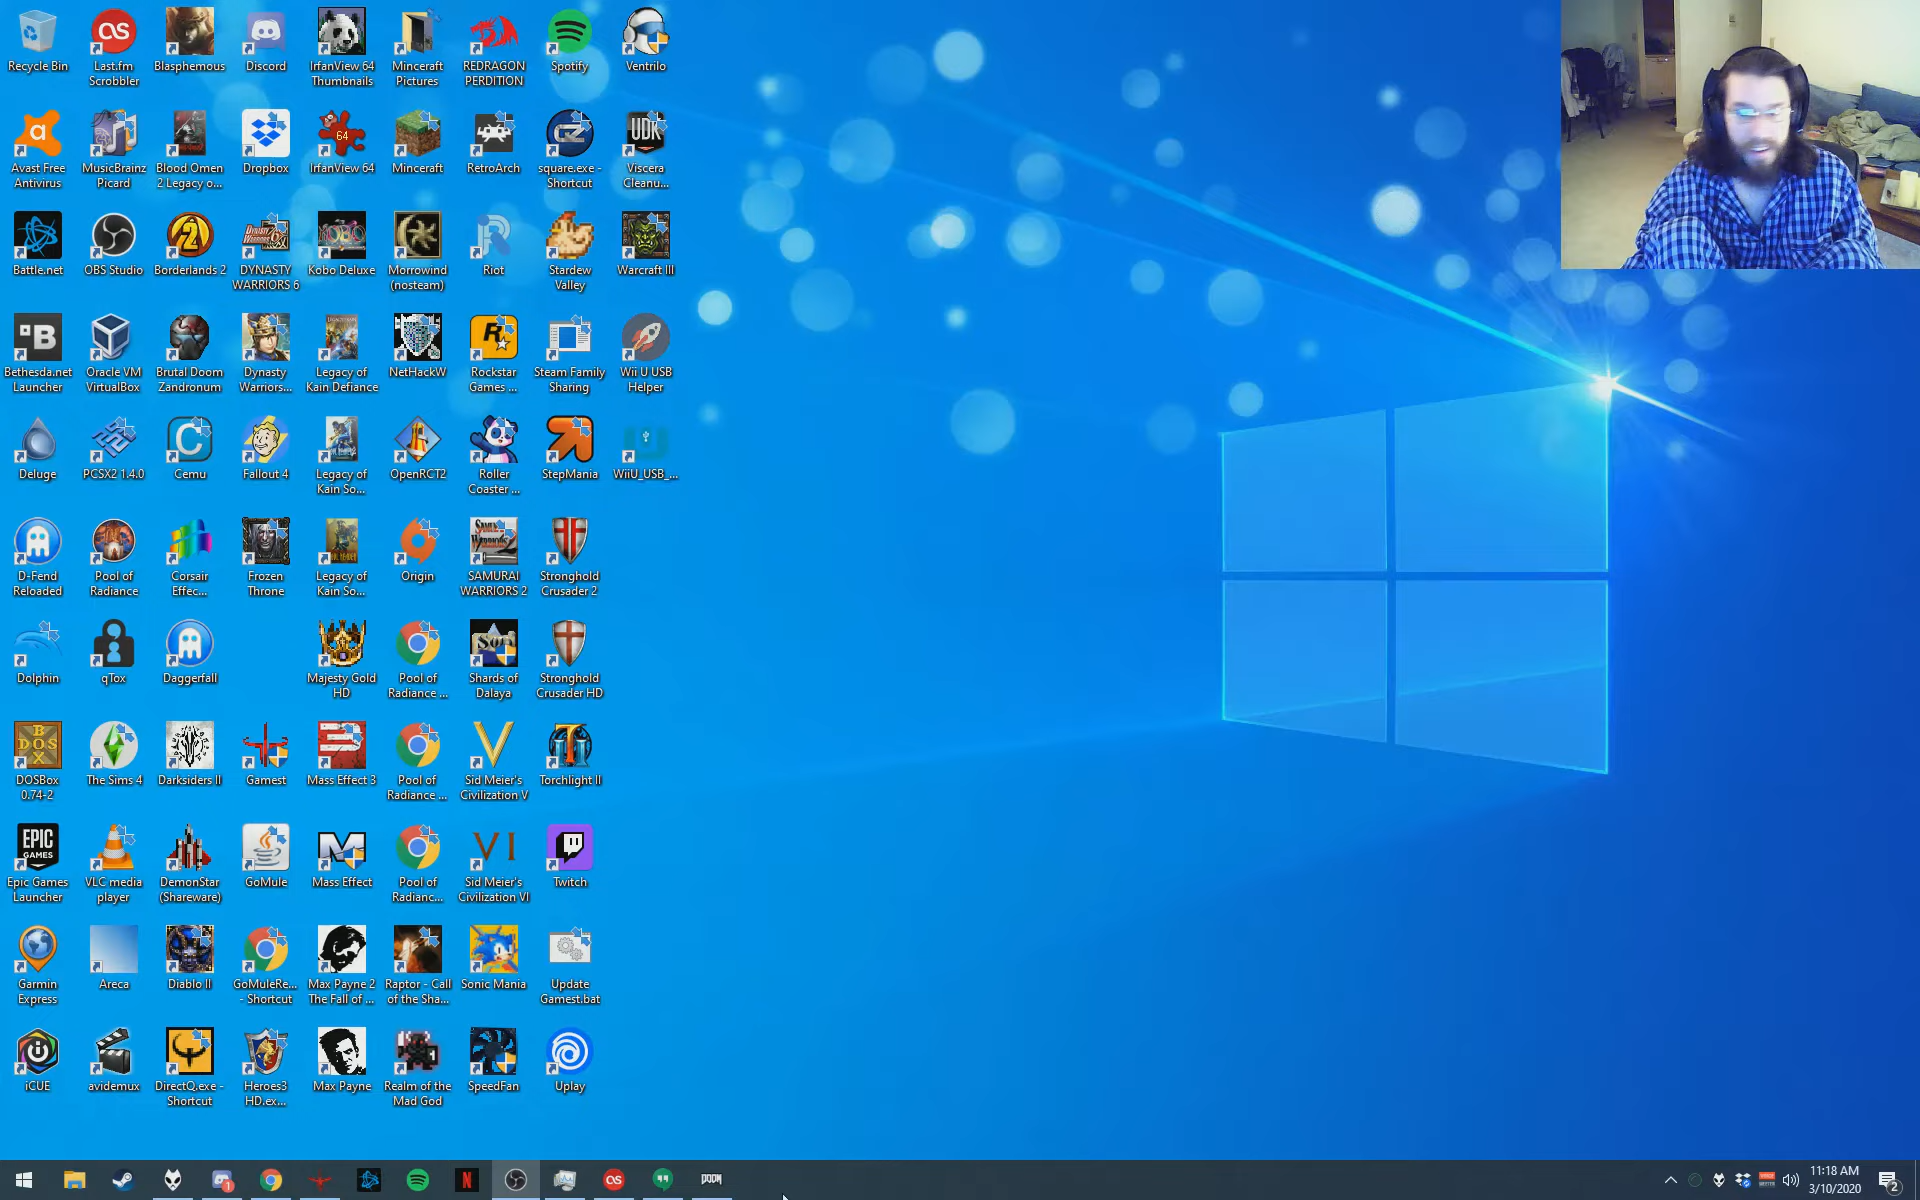 Recycle Bin
Last.fm Scrobbler
Blasphemous
Discord
IrfanView 64 Thumbnails
Minceraft Pictures
REDRAGON PERDITION
Spotify
Ventrilo
Avast Free Antivirus
MusicBrainz Picard
Blood Omen 2 Legacy o...
Dropbox
64
IrfanView 64
Minceraft
RetroArch
square.exe - Shortcut
UDK
Viscera Cleanu...
Battle.net
OBS Studio
Borderlands 2
DYNASTY WARRIORS 6
Kobo Deluxe
Morrowind (nosteam)
Riot
Stardew Valley
Warcraft III
Bethesda.net Launcher
Oracle VM VirtualBox
Brutal Doom Zandronum
Dynasty Warriors...
Legacy of Kain Defiance
NetHackW
Rockstar Games ...
Steam Family Sharing
Wii U USB Helper
Deluge
PCSX2 1.4.0
Cemu
Fallout 4
Legacy of Kain So...
OpenRCT2
Roller Coaster ...
StepMania
WiiU_USB_...
D-Fend Reloaded
Pool of Radiance
Corsair Effec...
Frozen Throne
Legacy of Kain So...
Origin
SAMURAI WARRIORS 2
Stronghold Crusader 2
Dolphin
qTox
Daggerfall
Majesty Gold HD
Pool of Radiance ...
Shards of Dalaya
Stronghold Crusader HD
DOSBox 0.74-2
The Sims 4
Darksiders II
Gamest
Mass Effect 3
Pool of Radiance ...
Sid Meier's Civilization V
Torchlight II
EPIC GAMES
Epic Games Launcher
VLC media player
DemonStar (Shareware)
GoMule
Mass Effect
Pool of Radianc...
VI
Sid Meier's Civilization VI
Twitch
Garmin Express
Areca
Diablo II
GoMuleRe... - Shortcut
Max Payne 2 The Fall of ...
Raptor - Call of the Sha...
Sonic Mania
Update Gamest.bat
iCUE
avidemux
DirectQ.exe - Shortcut
Heroes3 HD.ex...
Max Payne
Realm of the Mad God
SpeedFan
Uplay
DOOM
11:18 AM
3/10/2020
2